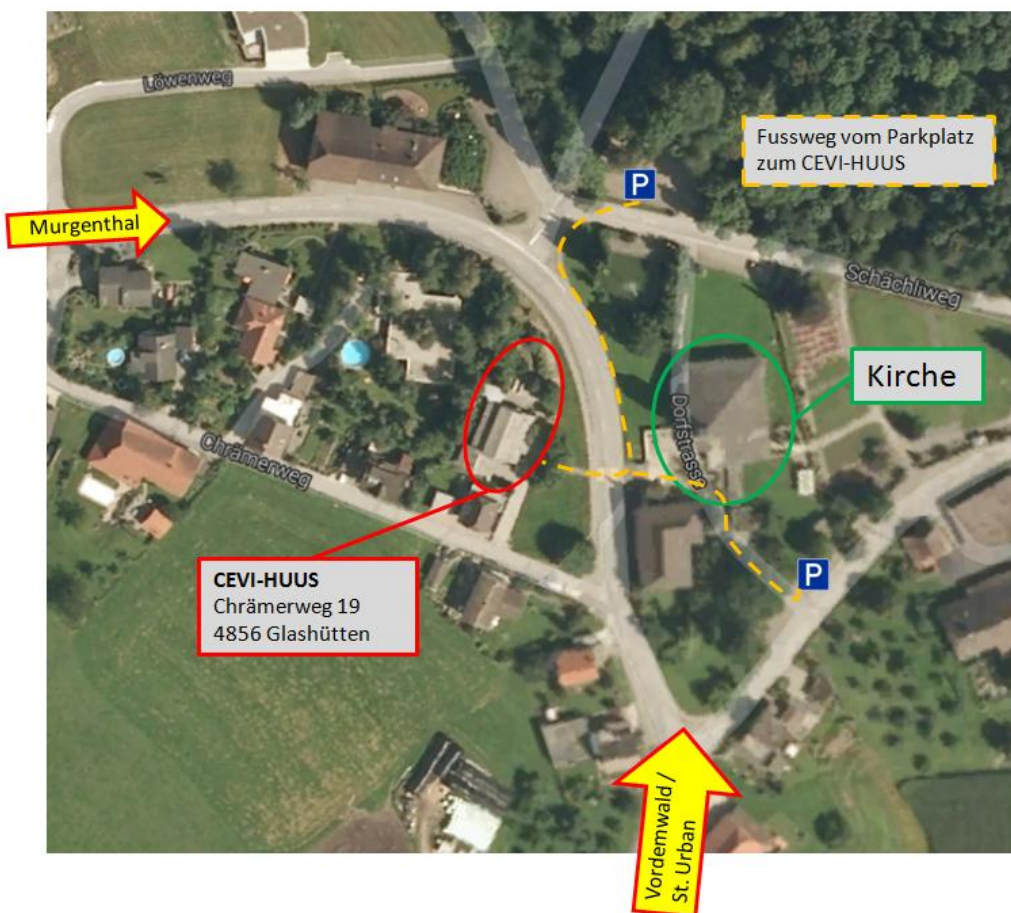 Löwenweg
Fussweg vom Parkplatz
zum CEVI-HUUS
P
Murgenthal
Schächliweg
Kirche
Dorfstrasse
Chrämerweg
P
CEVI-HUUS
Chrämerweg 19
4856 Glashütten
Vordemwald /
St. Urban